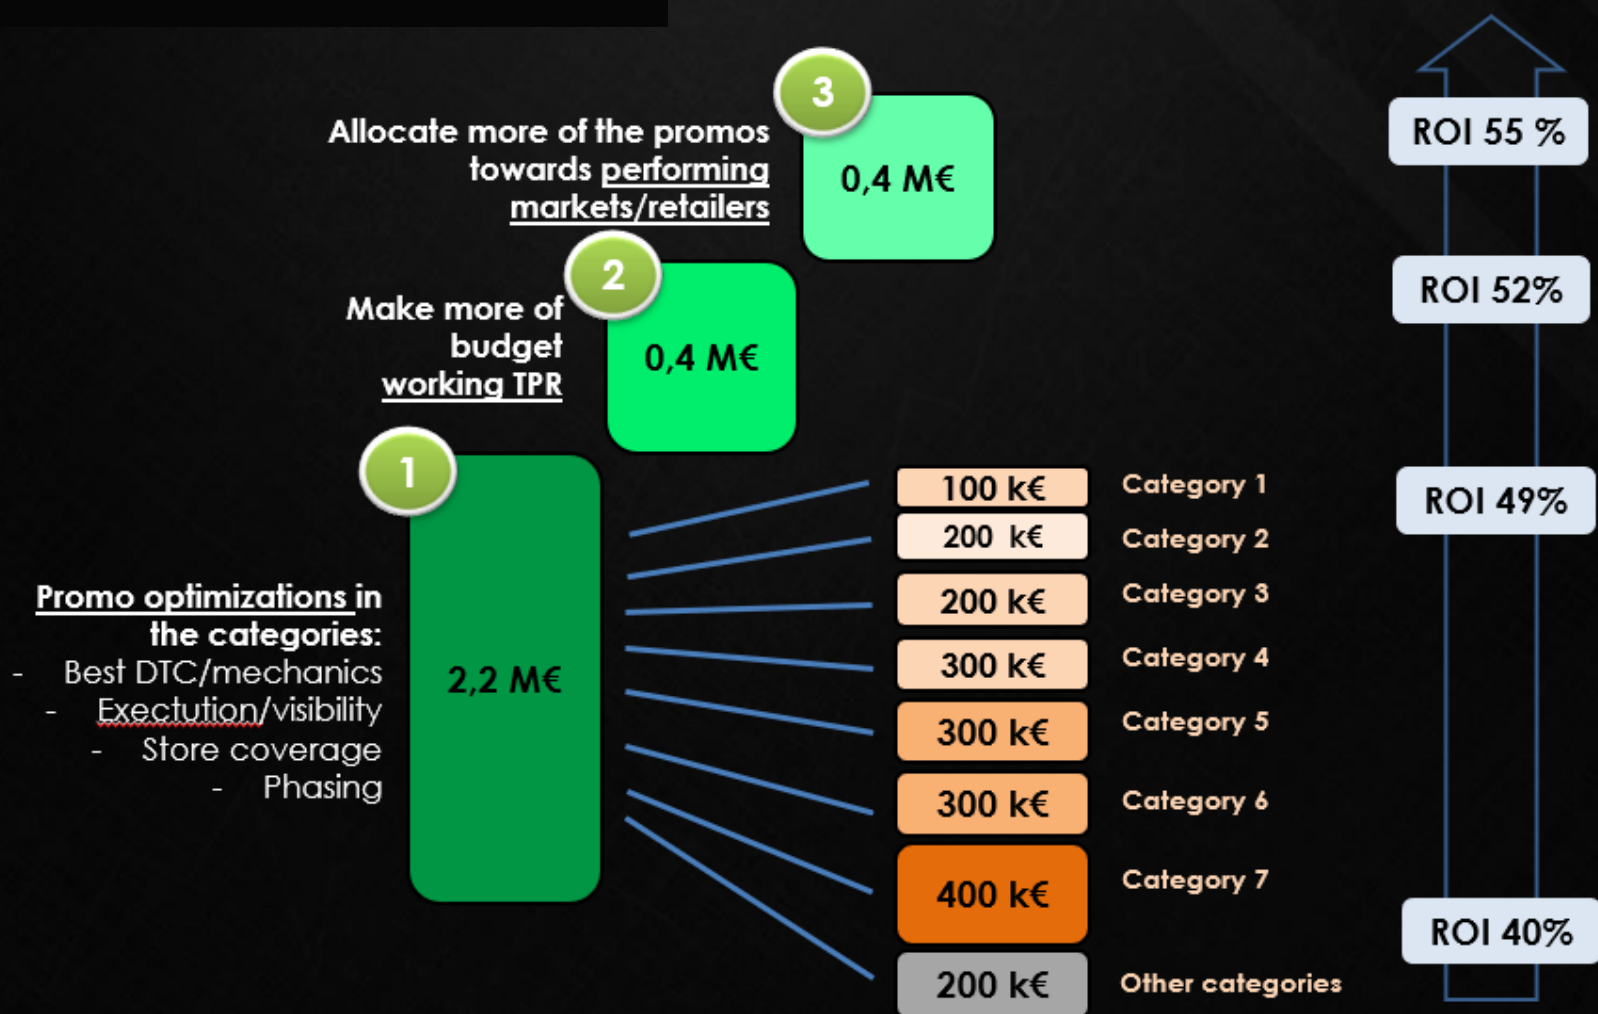 3
Allocate more of the promos
towards performing
markets/retailers
0,4 M€
2
Make more of
budget
working TPR
0,4 M€
1
Promo optimizations in
the categories:
- Best DTC/mechanics
- Exectution/visibility
- Store coverage
- Phasing
2,2 M€
100 k€ Category 1
200 k€ Category 2
200 k€ Category 3
300 k€ Category 4
300 k€ Category 5
300 k€ Category 6
400 k€ Category 7
200 k€ Other categories
ROI 55 %
ROI 52%
ROI 49%
ROI 40%